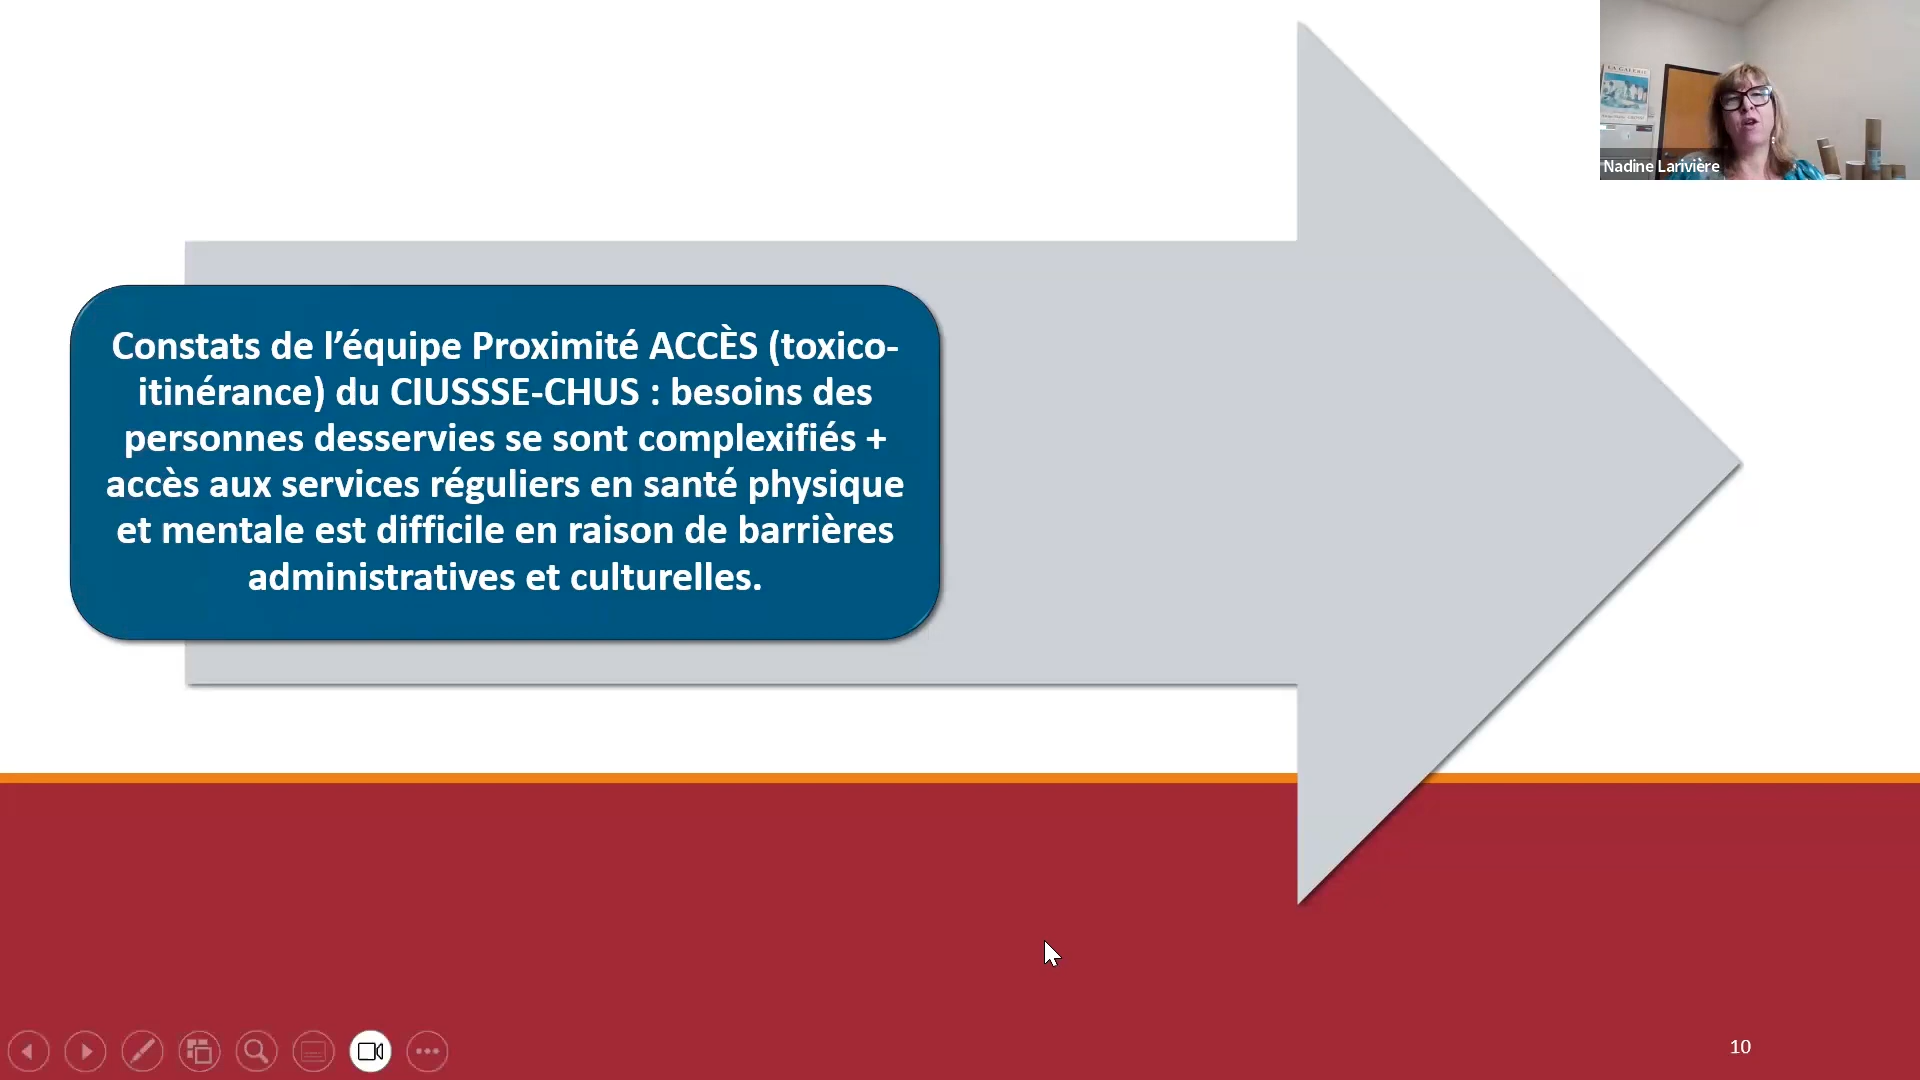 Constats de l’équipe Proximité ACCÈS (toxico-
itinérance) du CIUSSSE-CHUS : besoins des
personnes desservies se sont complexifiés +
accès aux services réguliers en santé physique
et mentale est difficile en raison de barrières
administratives et culturelles.
LA GALERIE
Nadine Larivière
10